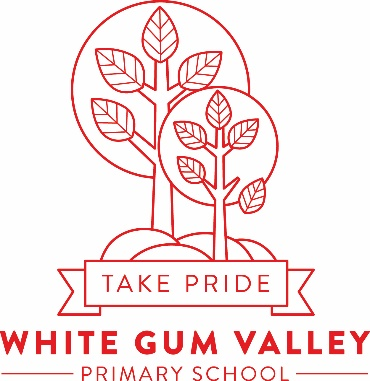 TAKE PRIDE
WHITE GUM VALLEY
PRIMARY SCHOOL